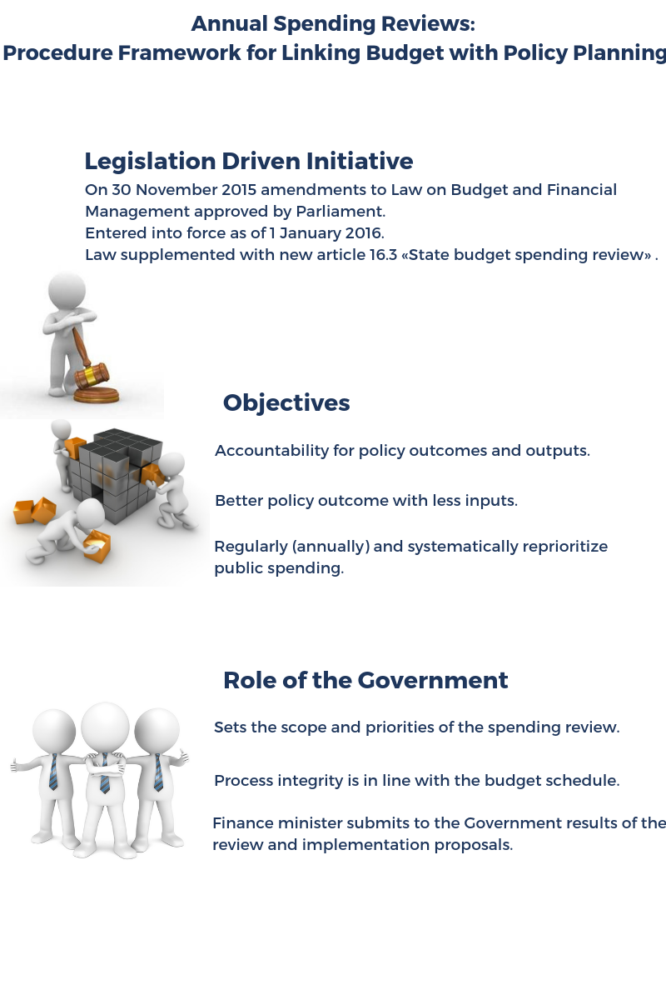 Annual Spending Reviews:
Procedure Framework for Linking Budget with Policy Planning
Legislation Driven Initiative
On 30 November 2015 amendments to Law on Budget and Financial
Management approved by Parliament.
Entered into force as of 1 January 2016.
Law supplemented with new article 16.3 «State budget spending review» .
Objectives
Accountability for policy outcomes and outputs.
Better policy outcome with less inputs.
Regularly (annually) and systematically reprioritize
public spending.
Role of the Government
Sets the scope and priorities of the spending review.
Process integrity is in line with the budget schedule.
Finance minister submits to the Government results of the
review and implementation proposals.